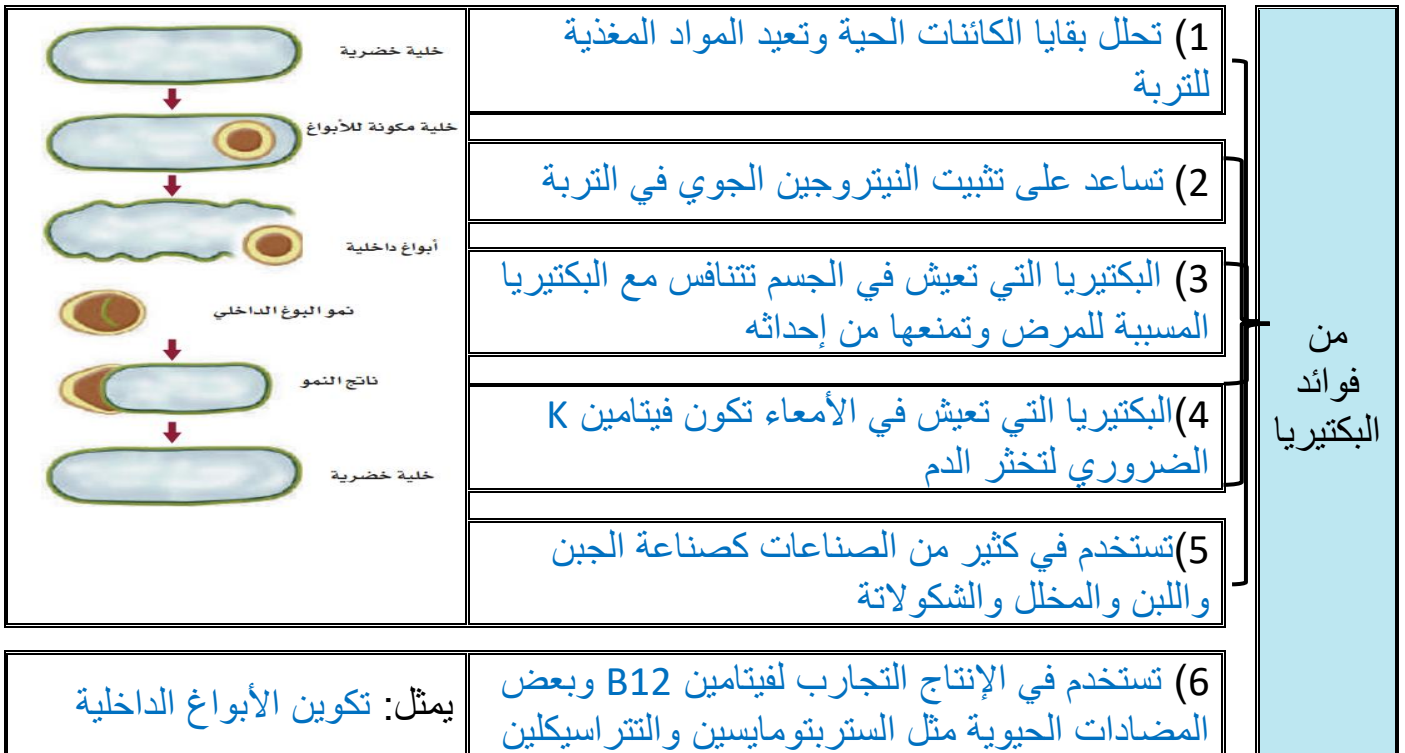 من
فوائد
البكتيريا
1) تحلل بقايا الكائنات الحية وتعيد المواد المغذية
للتربة
2) تساعد على تثبيت النيتروجين الجوي في التربة
3) البكتيريا التي تعيش في الجسم تتنافس مع البكتيريا
المسببة للمرض وتمنعها من إحداثه
4)البكتيريا التي تعيش في الأمعاء تكون فيتامين K
الضروري لتخثر الدم
5)تستخدم في كثير من الصناعات كصناعة الجبن
واللبن والمخلل والشكولاتة
6) تستخدم في الإنتاج التجارب لفيتامين B12 وبعض
المضادات الحيوية مثل الستربتومايسين والتتراسيكلين
خلية خضرية
خلية مكونة للأبواغ
أبواغ داخلية
نمو البوغ الداخلي
ناتج النمو
خلية خضرية
يمثل: تكوين الأبواغ الداخلية